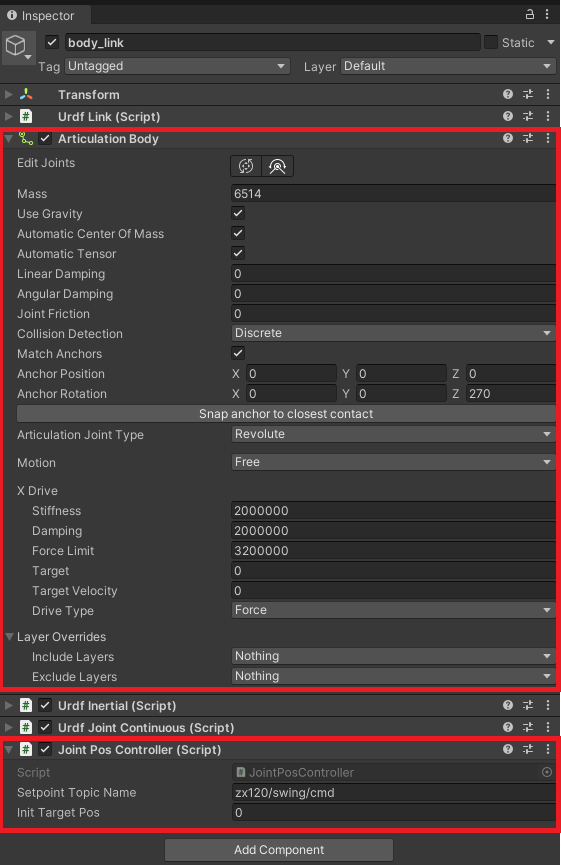 Inspector
body_link Static
Tag Untagged Layer Default
Transform
# Urdf Link (Script)
Articulation Body
Edit Joints
Mass 6514
Use Gravity
Automatic Center Of Mass
Automatic Tensor
Linear Damping 0
Angular Damping 0
Joint Friction 0
Collision Detection Discrete
Match Anchors
Anchor Position X 0 Y 0 Z 0
Anchor Rotation X 0 Y 0 Z 270
Snap anchor to closest contact
Articulation Joint Type Revolute
Motion Free
X Drive
Stiffness 2000000
Damping 2000000
Force Limit 3200000
Target 0
Target Velocity 0
Drive Type Force
Layer Overrides
Include Layers Nothing
Exclude Layers Nothing
# Urdf Inertial (Script)
# Urdf Joint Continuous (Script)
# Joint Pos Controller (Script)
Script # JointPosController
Setpoint Topic Name zx120/swing/cmd
Init Target Pos 0
Add Component